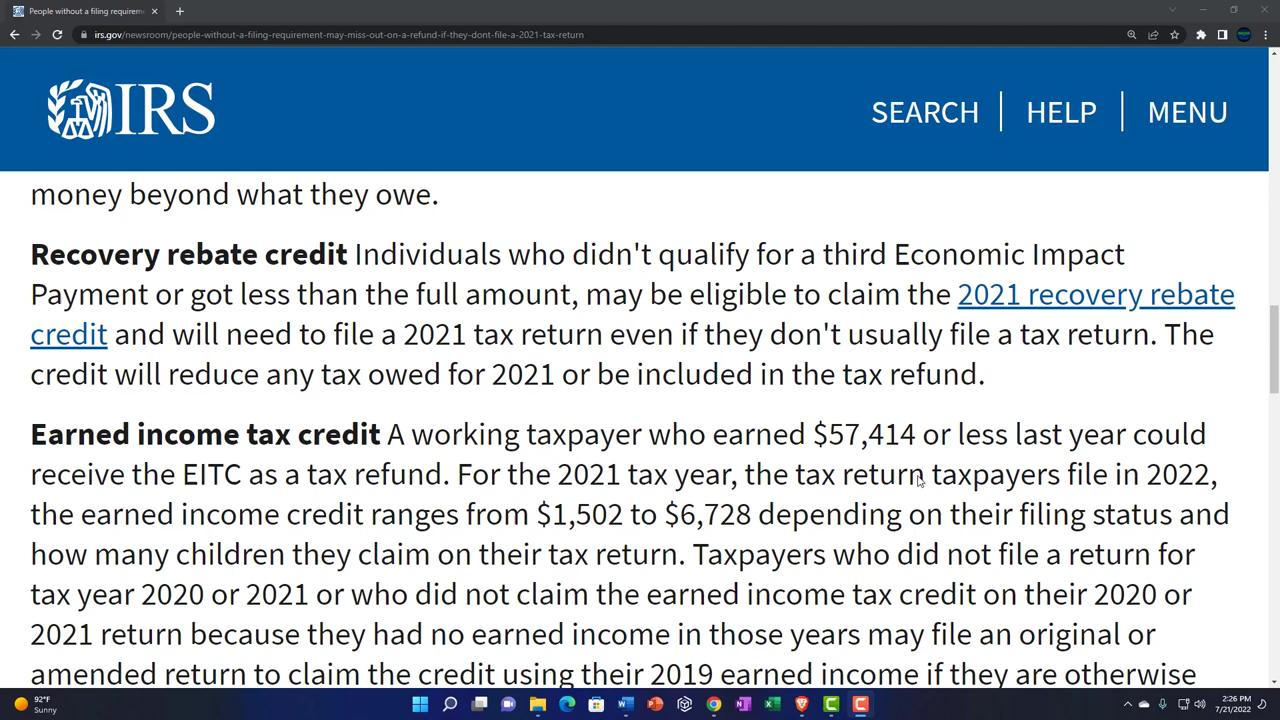 People without a filing requireme
irs.gov/newsroom/people-without-a-filing-requirement-may-miss-out-on-a-refund-if-they-dont-file-a-2021-tax-return
IRS
SEARCH
HELP
MENU
money beyond what they owe.
Recovery rebate credit Individuals who didn't qualify for a third Economic Impact
Payment or got less than the full amount, may be eligible to claim the 2021 recovery rebate
credit and will need to file a 2021 tax return even if they don't usually file a tax return. The
credit will reduce any tax owed for 2021 or be included in the tax refund.
Earned income tax credit A working taxpayer who earned $57,414 or less last year could
receive the EITC as a tax refund. For the 2021 tax year, the tax return taxpayers file in 2022,
the earned income credit ranges from $1,502 to $6,728 depending on their filing status and
how many children they claim on their tax return. Taxpayers who did not file a return for
tax year 2020 or 2021 or who did not claim the earned income tax credit on their 2020 or
2021 return because they had no earned income in those years may file an original or
amended return to claim the credit using their 2019 earned income if they are otherwise
92°F
Sunny
2:26 PM
7/21/2022